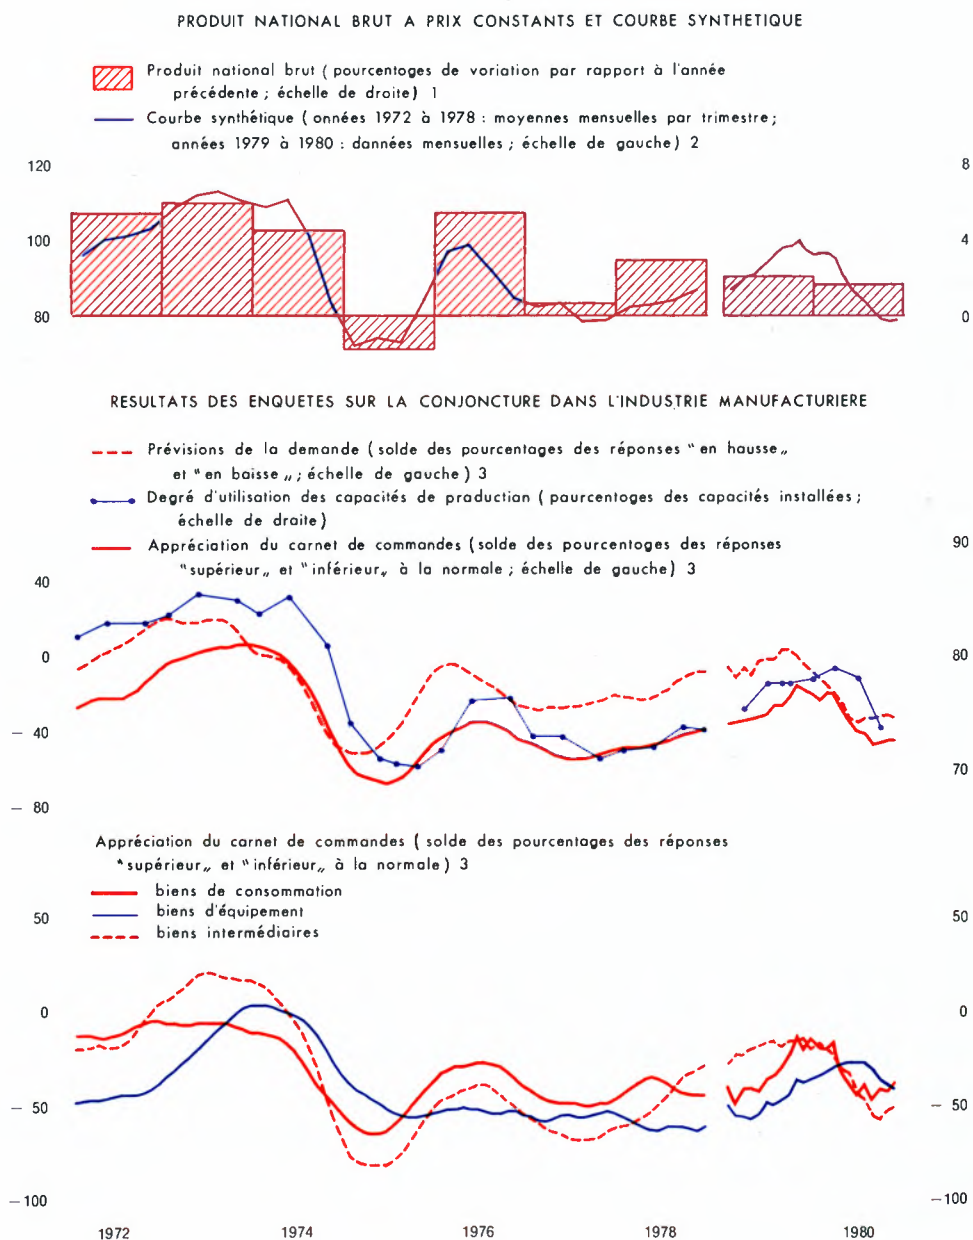 PRODUIT NATIONAL BRUT A PRIX CONSTANTS ET COURBE SYNTHETIQUE
Produit national brut ( pourcentoges de voriation par rapport à l'année
précédente ; échelle de droite) 1
Courbe synthétique ( onnées 1972 à 1978 : moyennes mensuelles par trimestre ;
années 1979 à 1980 : dannées mensuelles ; échelle de gauche) 2
120 8
100 4
80 0
RESULTATS DES ENQUETES SUR LA CONJONCTURE DANS L'INDUSTRIE MANUFACTURIERE
Prévisions de la demande ( solde des pourcentages des réponses " en hausse „
et " en baisse „ ; échelle de gauche) 3
Degré d'utilisation des capacités de praduction ( paurcentoges des capacités installées ;
échelle de draite)
Appréciation du carnet de commandes ( solde des pourcentages des réponses
"supérieur„ et "inférieur„ à la normale ; échelle de gauche) 3
90
40
0 80
– 40
70
– 80
Appréciation du carnet de commandes ( solde des pourcentages des réponses
"supérieur„ et "inférieur„ à la normale) 3
biens de consommation
biens d'équipement
biens intermédiaires
50 50
0 0
– 50 – 50
– 100 – 100
1972 1974 1976 1978 1980